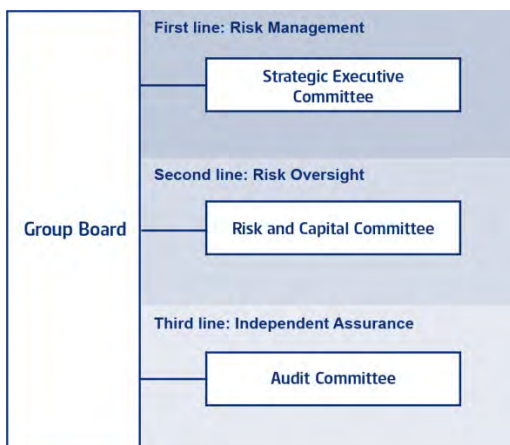 First line: Risk Management
Strategic Executive
Committee
Second line: Risk Oversight
Group Board
Risk and Capital Committee
Third line: Independent Assurance
Audit Committee